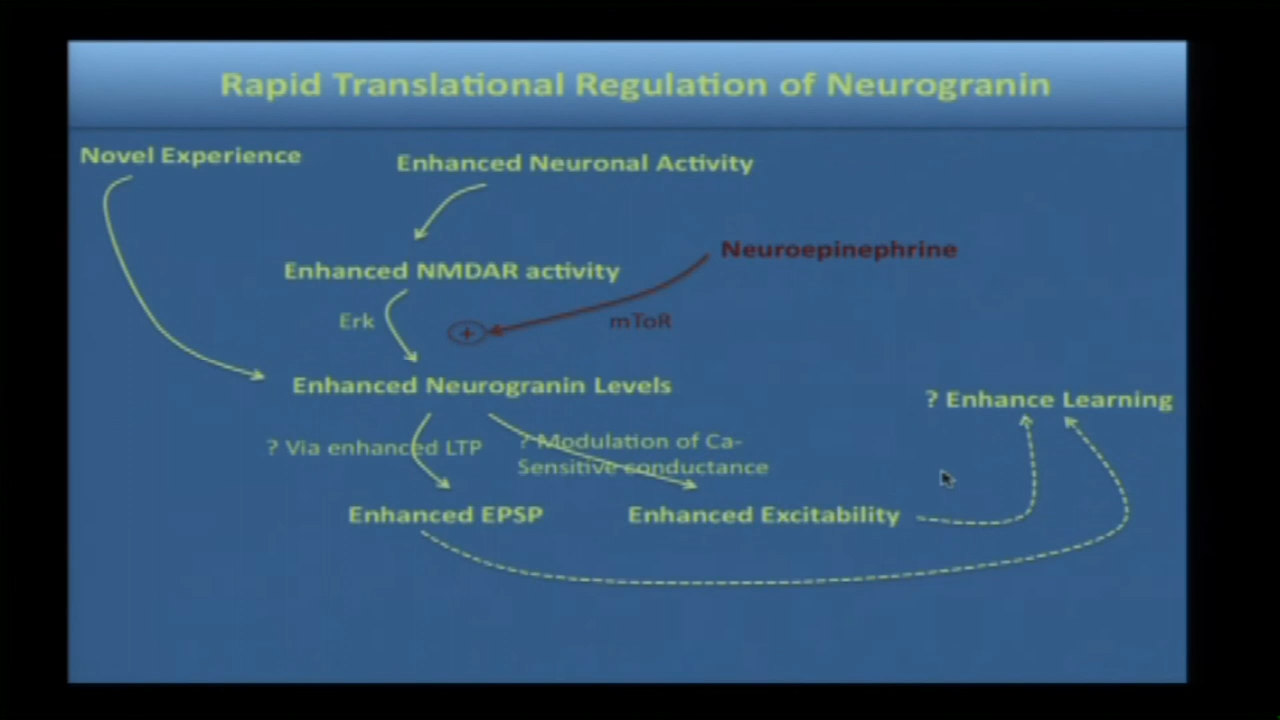 Rapid Translational Regulation of Neurogranin
Novel Experience
Enhanced Neuronal Activity
Neuroepinephrine
Enhanced NMDAR activity
Erk
+
mToR
Enhanced Neurogranin Levels
? Enhance Learning
? Via enhanced LTP
? Modulation of Ca-
Sensitive conductance
Enhanced EPSP
Enhanced Excitability